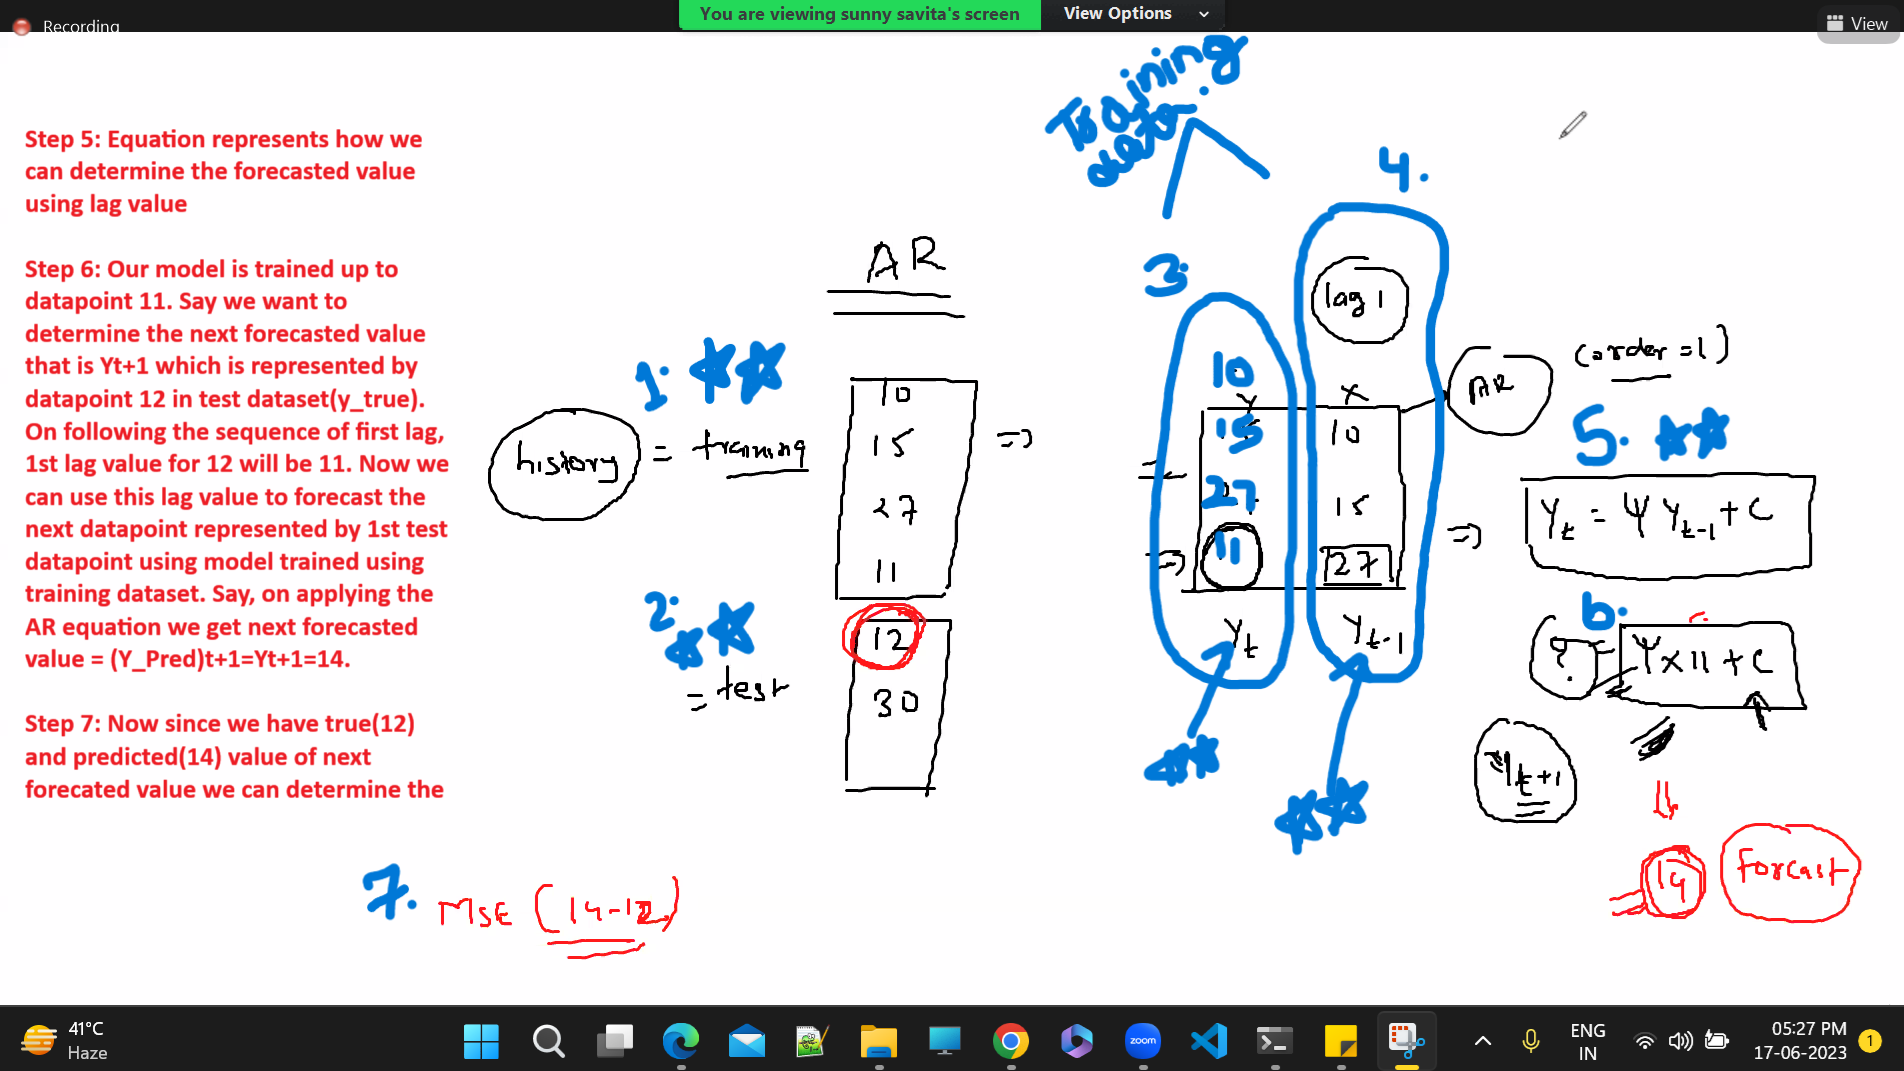 Recording
You are viewing sunny savita's screen
View Options
View
Step 5: Equation represents how we
can determine the forecasted value
using lag value
Step 6: Our model is trained up to
datapoint 11. Say we want to
determine the next forecasted value
that is Yt+1 which is represented by
datapoint 12 in test dataset(y_true).
On following the sequence of first lag,
1st lag value for 12 will be 11. Now we
can use this lag value to forecast the
next datapoint represented by 1st test
datapoint using model trained using
training dataset. Say, on applying the
AR equation we get next forecasted
value = (Y_Pred)t+1=Yt+1=14.
Step 7: Now since we have true(12)
and predicted(14) value of next
forecated value we can determine the
7. MSE (14-12)
history = training
1.
2.
= test
AR
10
15
27
11
12
30
=>
Training
data
3.
4.
lag 1
Y X
10
15 10
27 15
11 27
Yt Yt-1
AR
(order = 1)
5.
=> Yt = Ψ Yt-1 + C
6.
? = Ψ x 11 + C
Yt+1
14
Forcast
41°C
Haze
zoom
ENG
IN
05:27 PM
17-06-2023
1